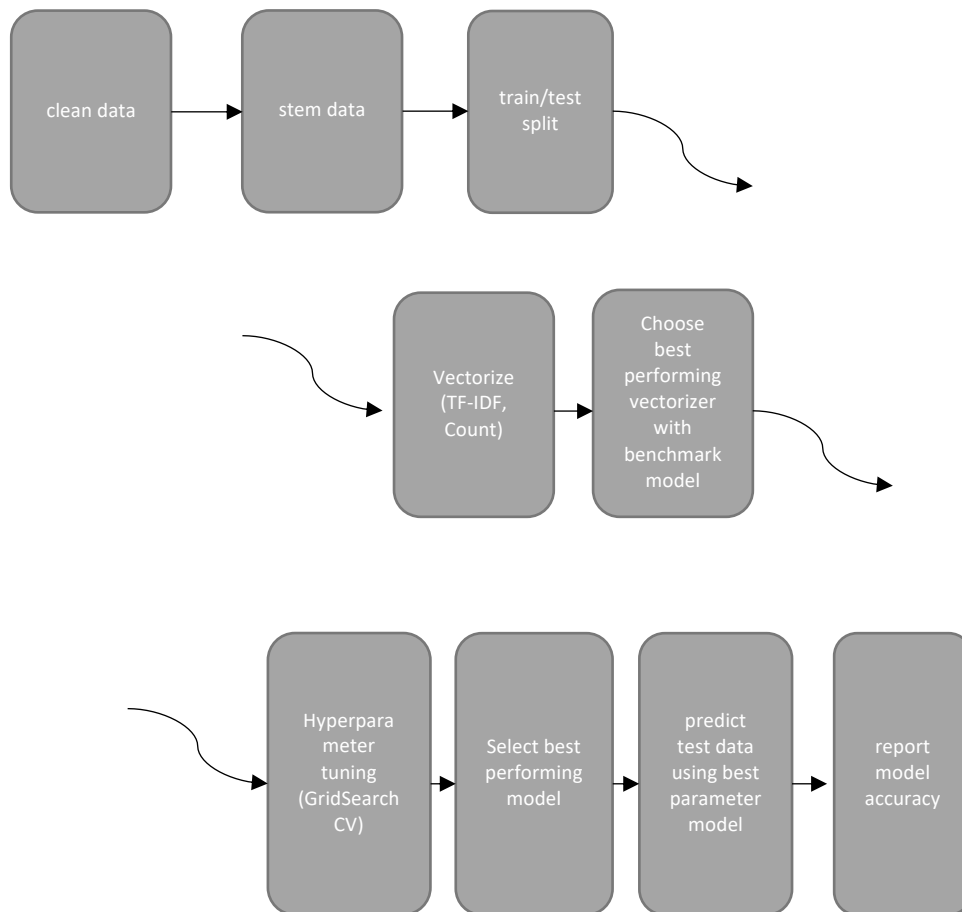 clean data
stem data
train/test
split
Vectorize
(TF-IDF,
Count)
Choose
best
performing
vectorizer
with
benchmark
model
Hyperpara
meter
tuning
(GridSearch
CV)
Select best
performing
model
predict
test data
using best
parameter
model
report
model
accuracy